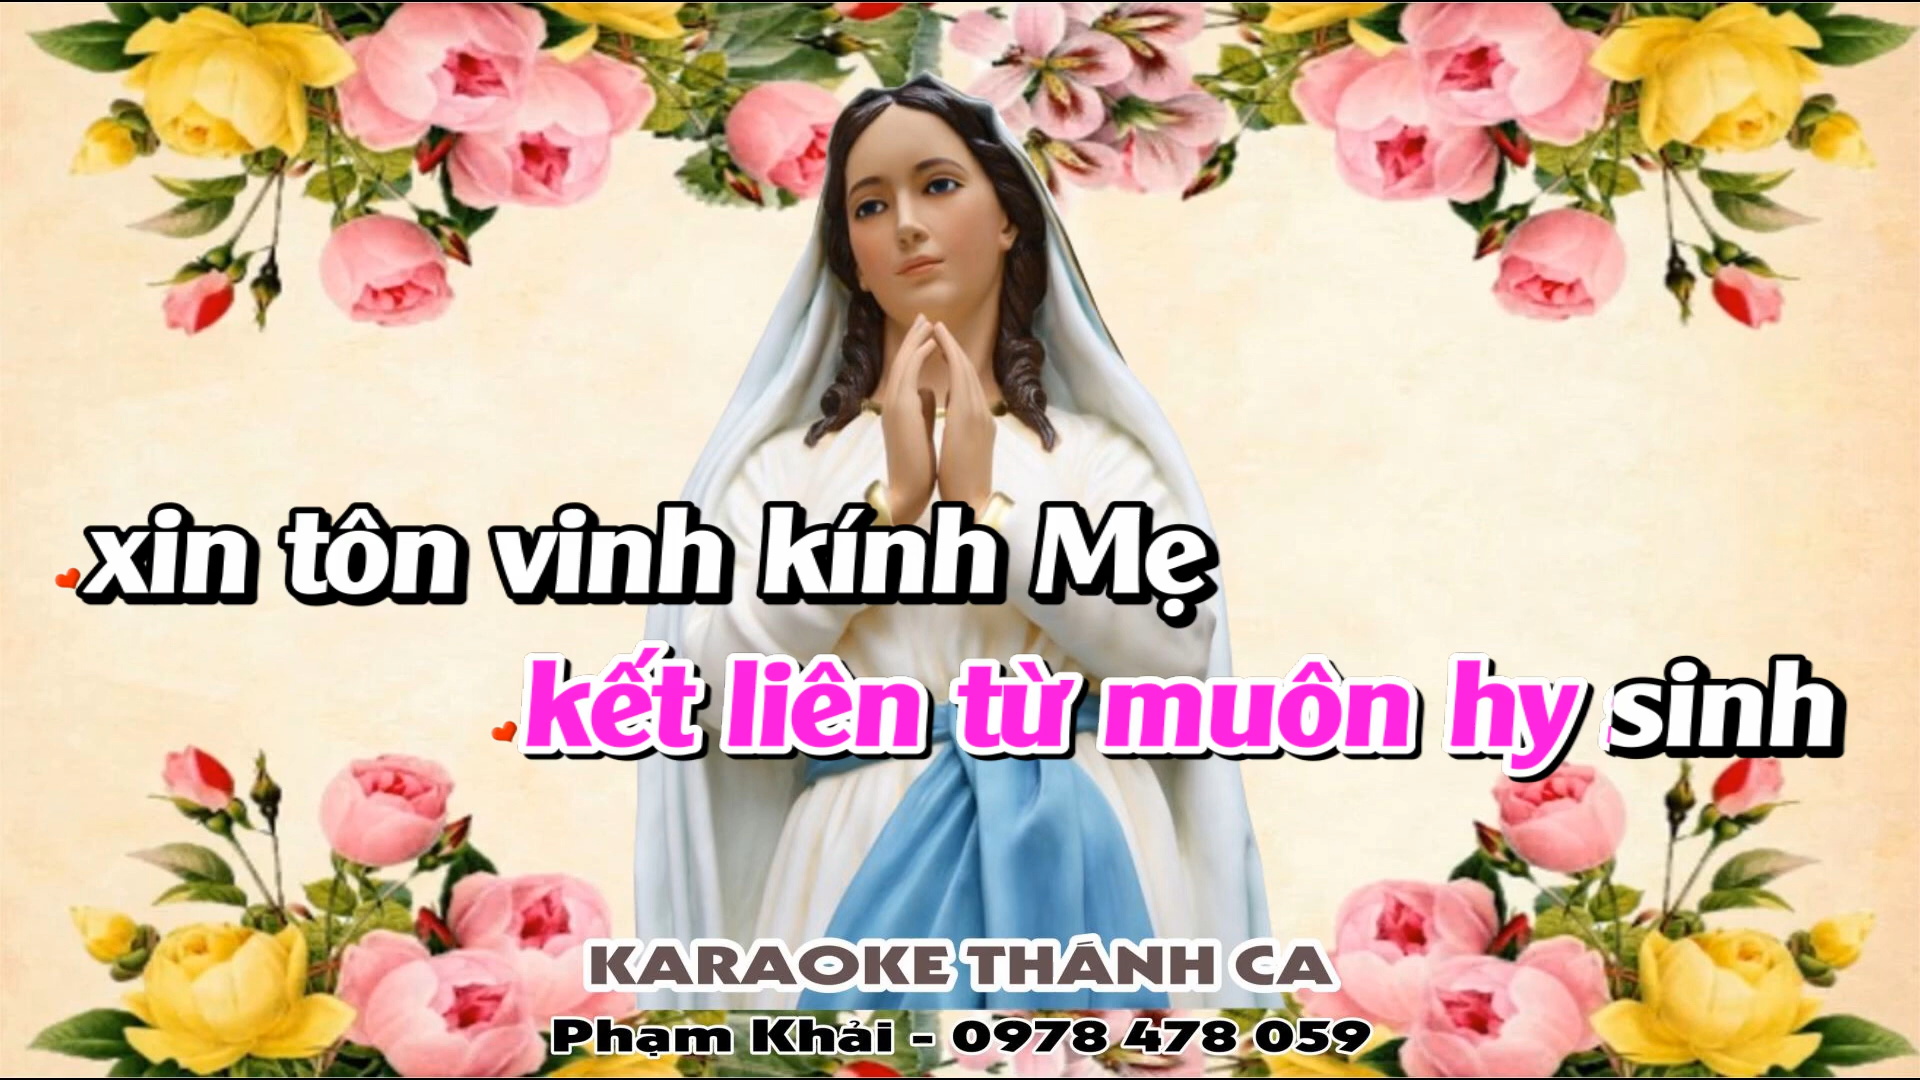 xin tôn vinh kính Mẹ
kết liên từ muôn hy sinh
KARAOKE THÁNH CA
Phạm Khải - 0978 478 059